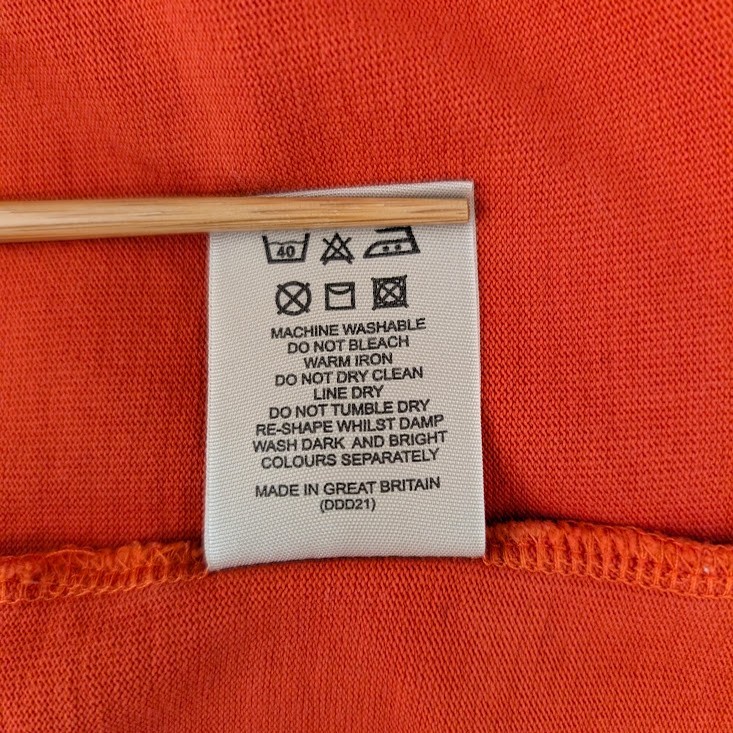 40
MACHINE WASHABLE
DO NOT BLEACH
WARM IRON
DO NOT DRY CLEAN
LINE DRY
DO NOT TUMBLE DRY
RE-SHAPE WHILST DAMP
WASH DARK AND BRIGHT
COLOURS SEPARATELY
MADE IN GREAT BRITAIN
(DDD21)